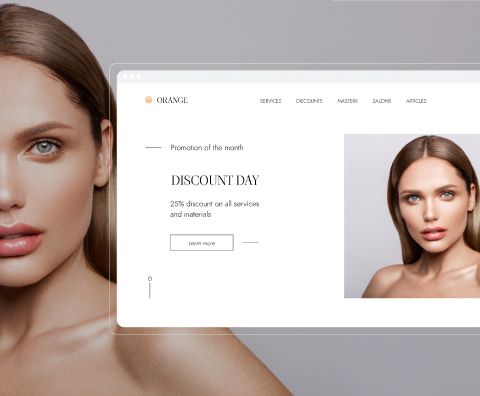 ORANGE
SERVICES DISCOUNTS MASTERS SALONS ARTICLES
Promotion of the month
DISCOUNT DAY
25% discount on all services
and materials
Learn more